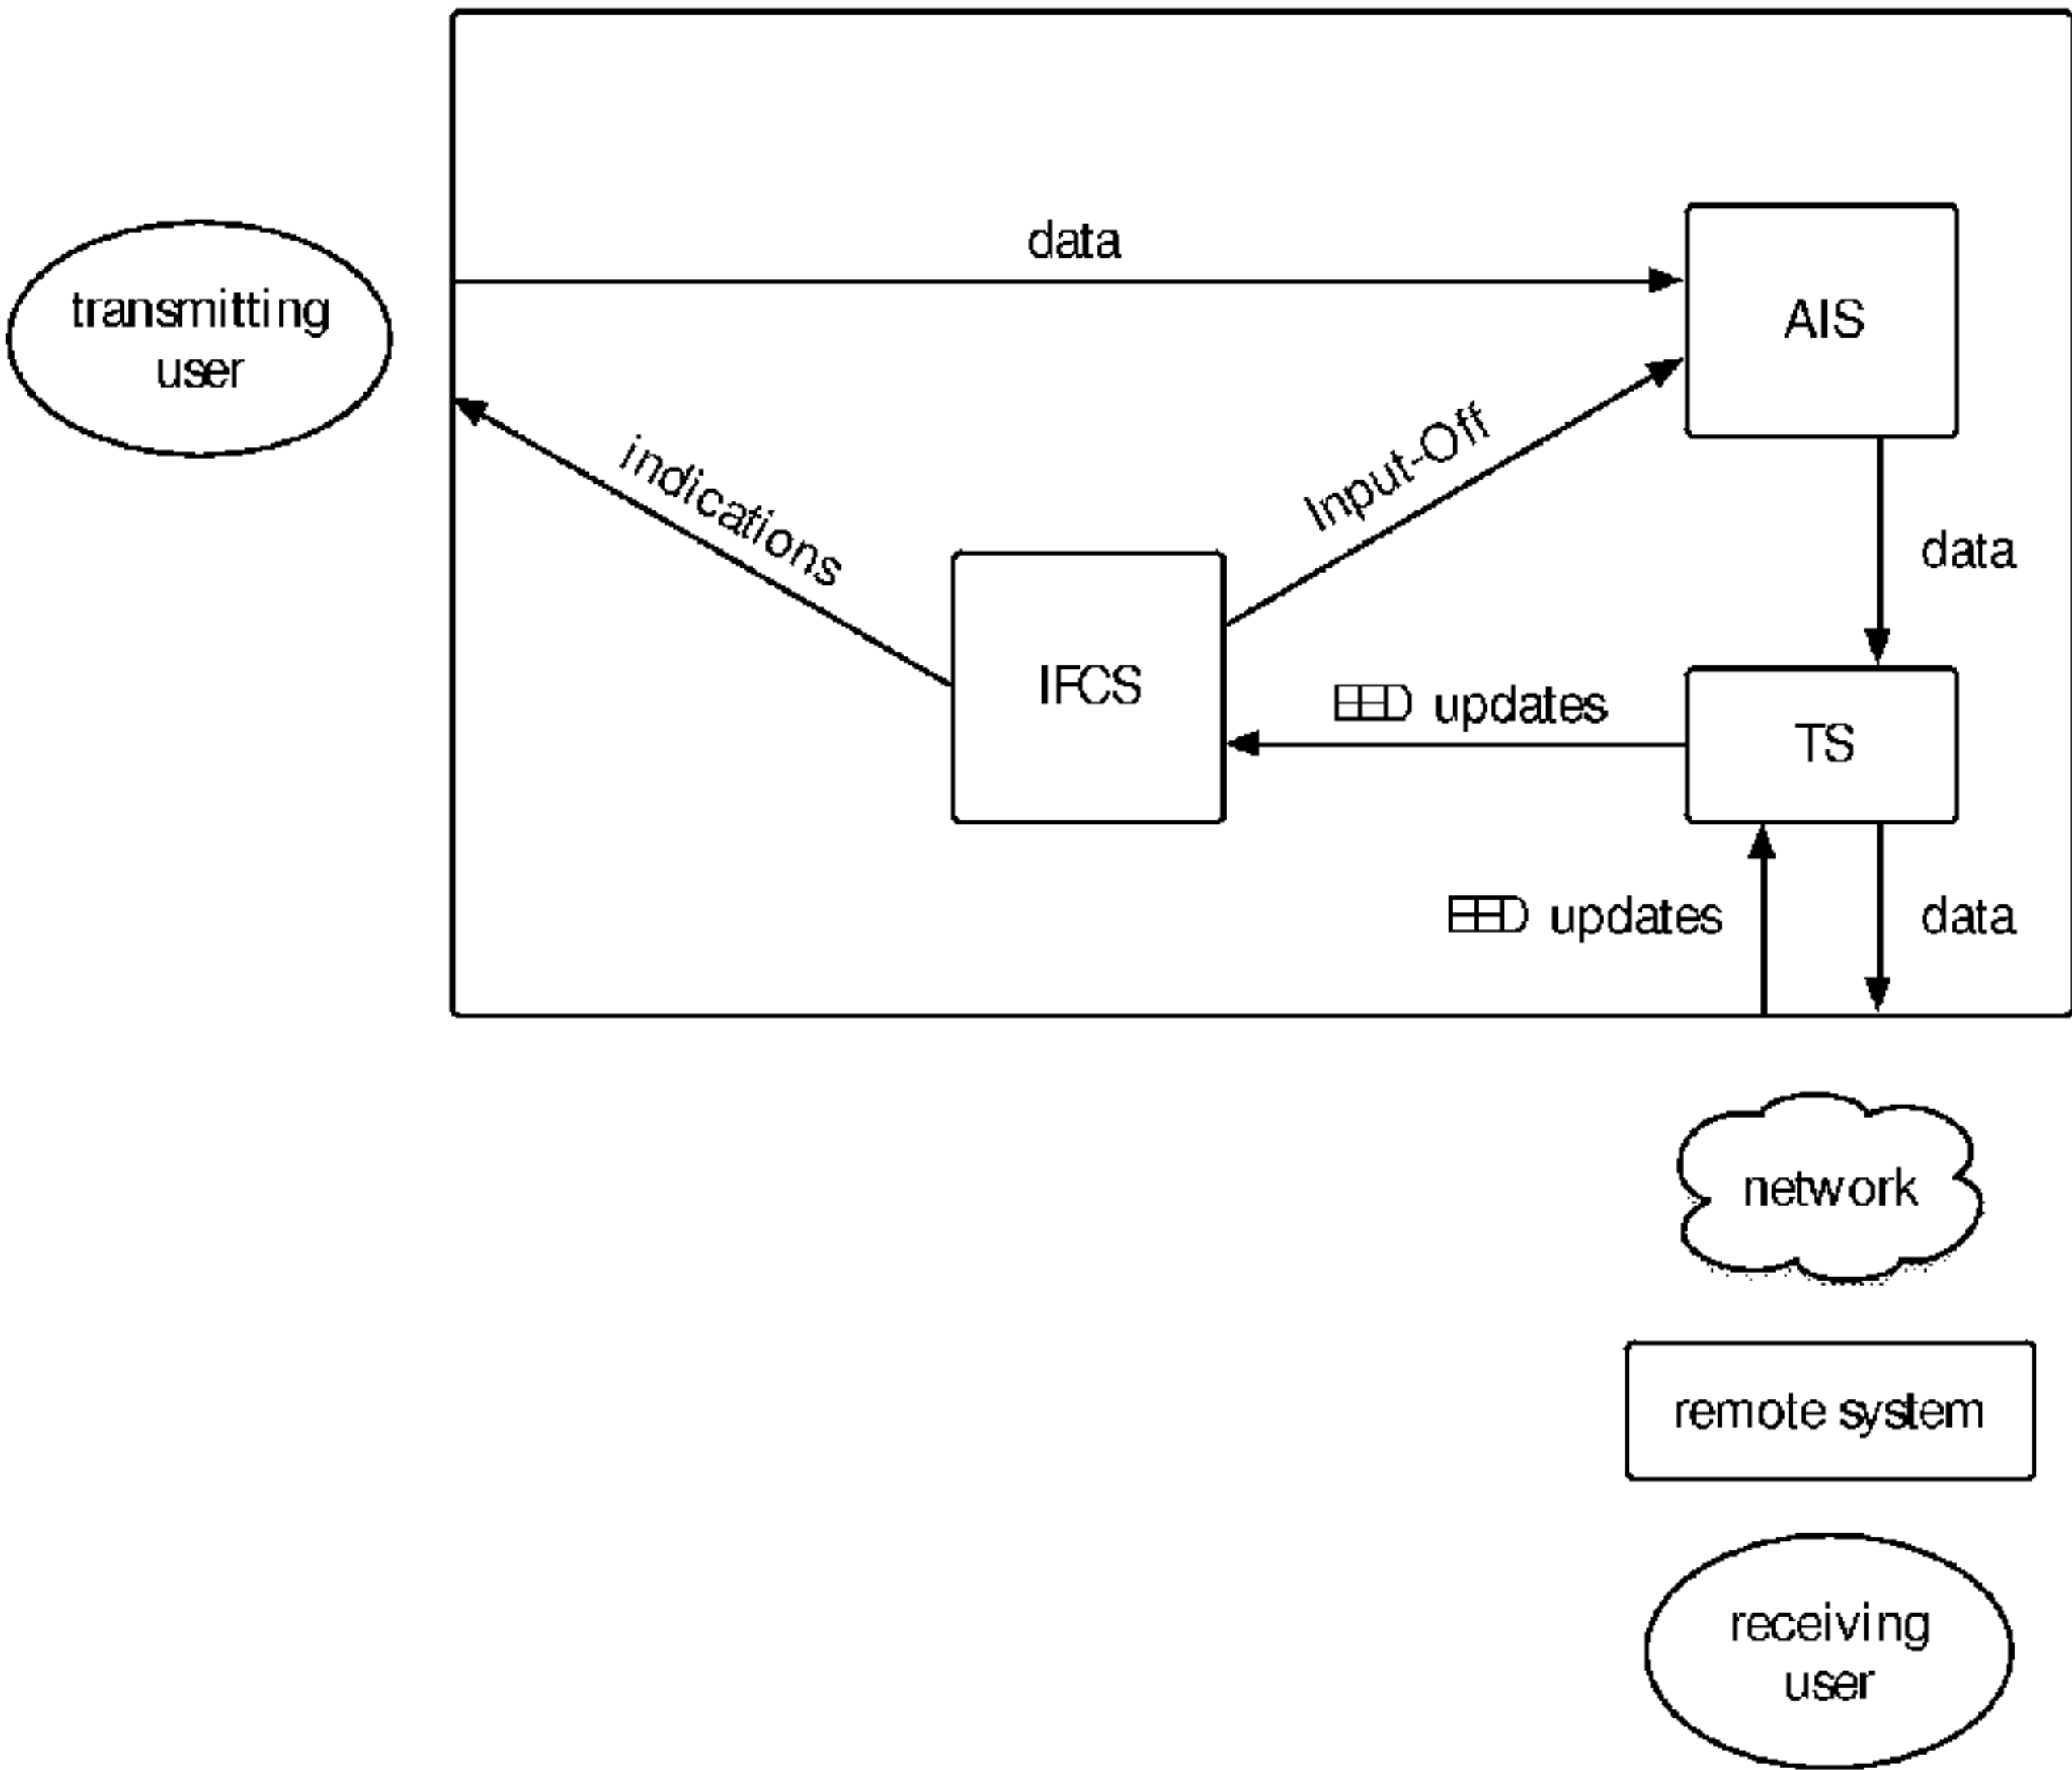 data
transmitting
user
AIS
indications
Input-Off
data
IFCS
updates
TS
updates
data
network
remote system
receiving
user